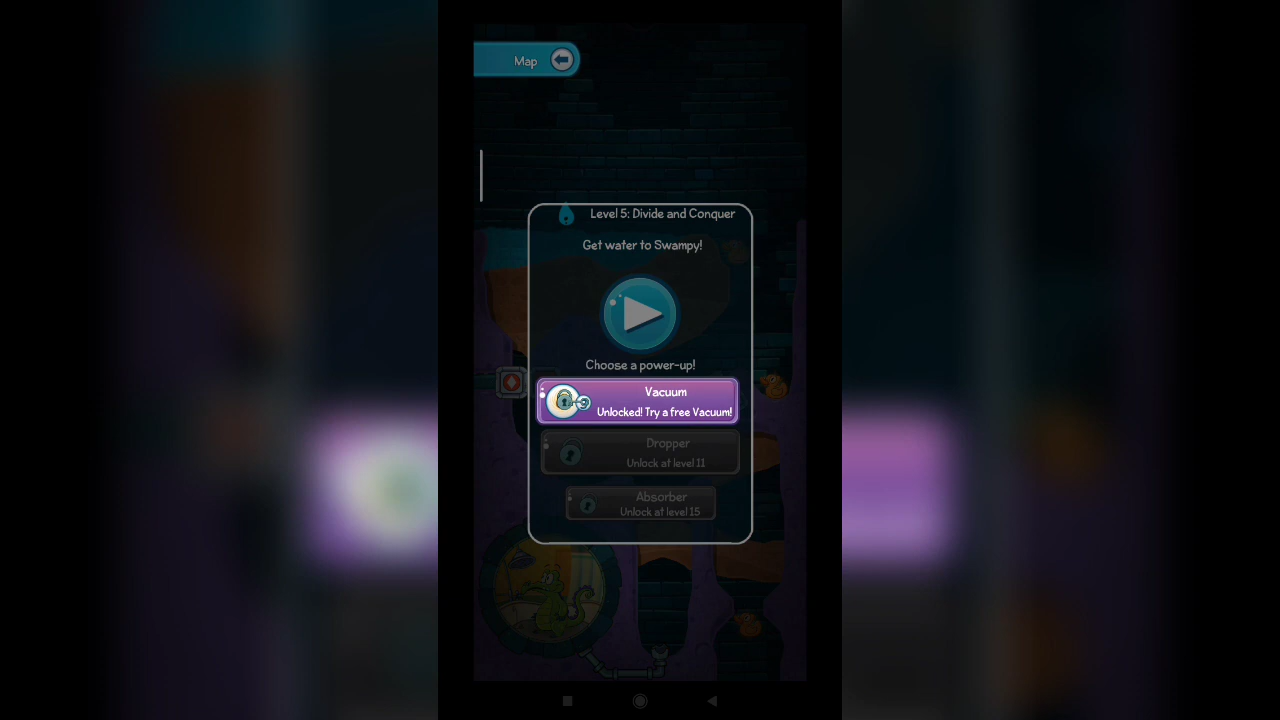 Map
Level 5: Divide and Conquer
Get water to Swampy!
Choose a power-up!
Vacuum
Unlocked! Try a free Vacuum!
Dropper
Unlock at level 11
Absorber
Unlock at level 15